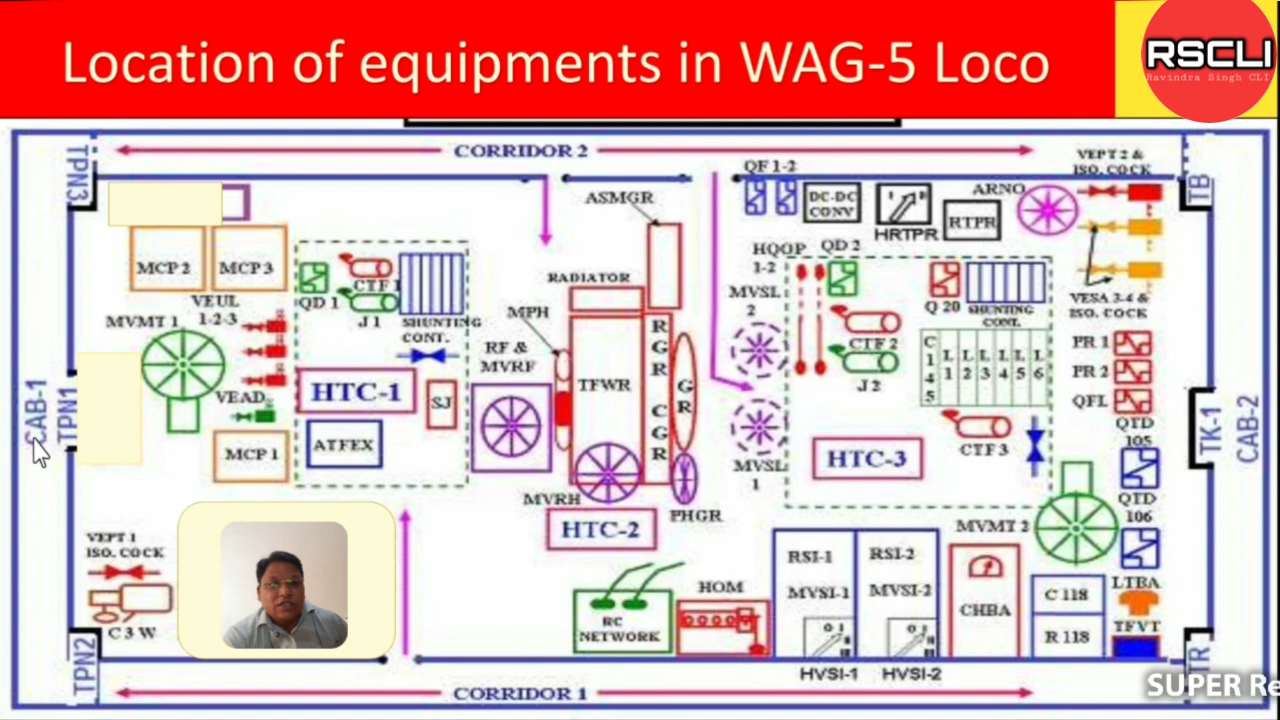 Location of equipments in WAG-5 Loco
RSCLI
Ravindra Singh CLI
CORRIDOR 2
TPN3
QF 1-2
VEPT 2 &
ISO. COCK
ASMGR
DC-DC
CONV
HRTPR
ARNO
RTPR
TB
MCP 2
MCP 3
QD 1
CTF 1
J 1
SHUNTING
CONT.
RADIATOR
HQOP
1-2
QD 2
Q 20
SHUNTING
CONT.
VESA 3-4 &
ISO. COCK
VEUL
1-2-3
MVMT 1
MPH
MVSL
2
RF &
MVRF
TFWR
RGR CGR
GR
CTF 2
J 2
C 145
L 1
L 2
L 3
L 4
L 5
L 6
PR 1
PR 2
QFL
CAB-1
TPN1
VEAD
HTC-1
SJ
ATFEX
MCP 1
MVSL
1
HTC-3
CTF 3
QTD
105
TK-1
CAB-2
QTD
106
MVRH
HTC-2
PHGR
MVMT 2
VEPT 1
ISO. COCK
C 3 W
RC
NETWORK
HOM
RSI-1
MVSI-1
RSI-2
MVSI-2
O I
O I
HVSI-1
HVSI-2
CHBA
C 118
R 118
LTBA
TFVT
TPN2
TR
CORRIDOR 1
SUPER Re